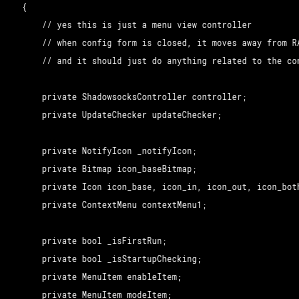 {
// yes this is just a menu view controller
// when config form is closed, it moves away from
// and it should just do anything related to the
private ShadowsocksController controller;
private UpdateChecker updateChecker;
private NotifyIcon _notifyIcon;
private Bitmap icon_baseBitmap;
private Icon icon_base, icon_in, icon_out,
private ContextMenu contextMenu1;
private bool _isFirstRun;
private bool _isStartupChecking;
private MenuItem enableItem;
private MenuItem modeItem;